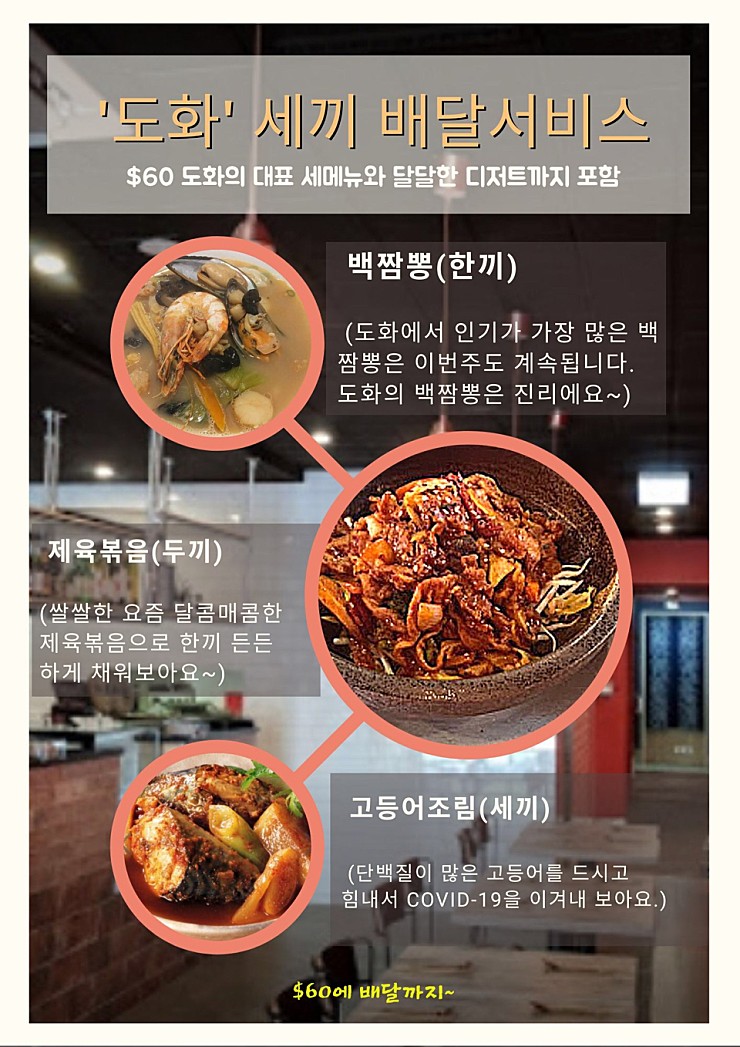 '도화' 세끼 배달서비스
$60 도화의 대표 세메뉴와 달달한 디저트까지 포함
백짬뽕(한끼)
(도화에서 인기가 가장 많은 백
짬뽕은 이번주도 계속됩니다.
도화의 백짬뽕은 진리에요~)
제육볶음(두끼)
(쌀쌀한 요즘 달콤매콤한
제육볶음으로 한끼 든든
하게 채워보아요~)
고등어조림(세끼)
(단백질이 많은 고등어를 드시고
힘내서 COVID-19을 이겨내 보아요.)
$60에 배달까지~